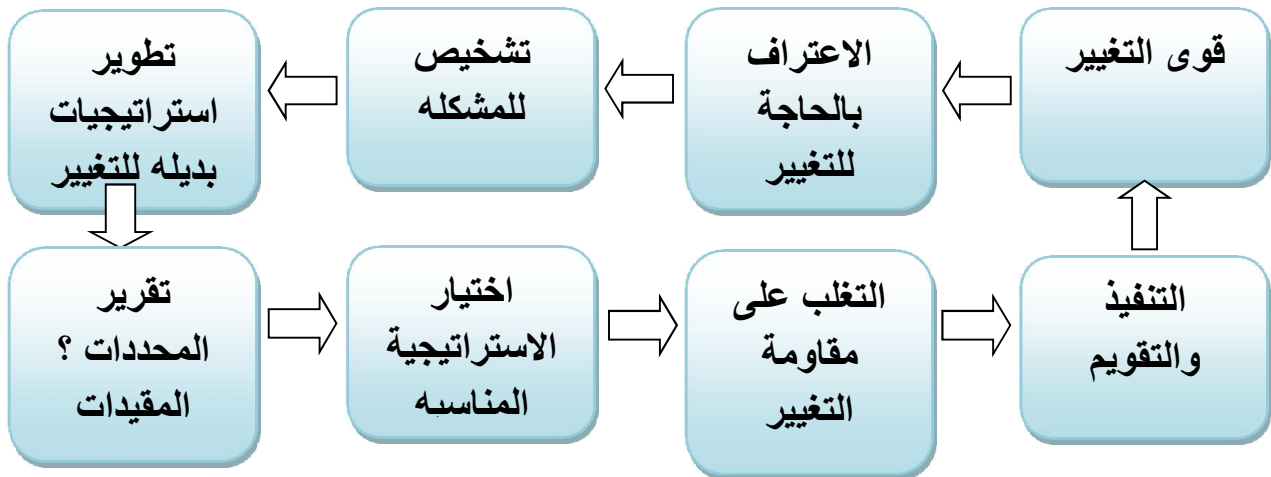 قوى التغيير
الاعتراف
بالحاجة
للتغيير
تشخيص
للمشكله
تطوير
استراتيجيات
بديله للتغيير
تقرير
المحددات ؟
المقيدات
اختيار
الاستراتيجية
المناسبه
التغلب على
مقاومة
التغيير
التنفيذ
والتقويم